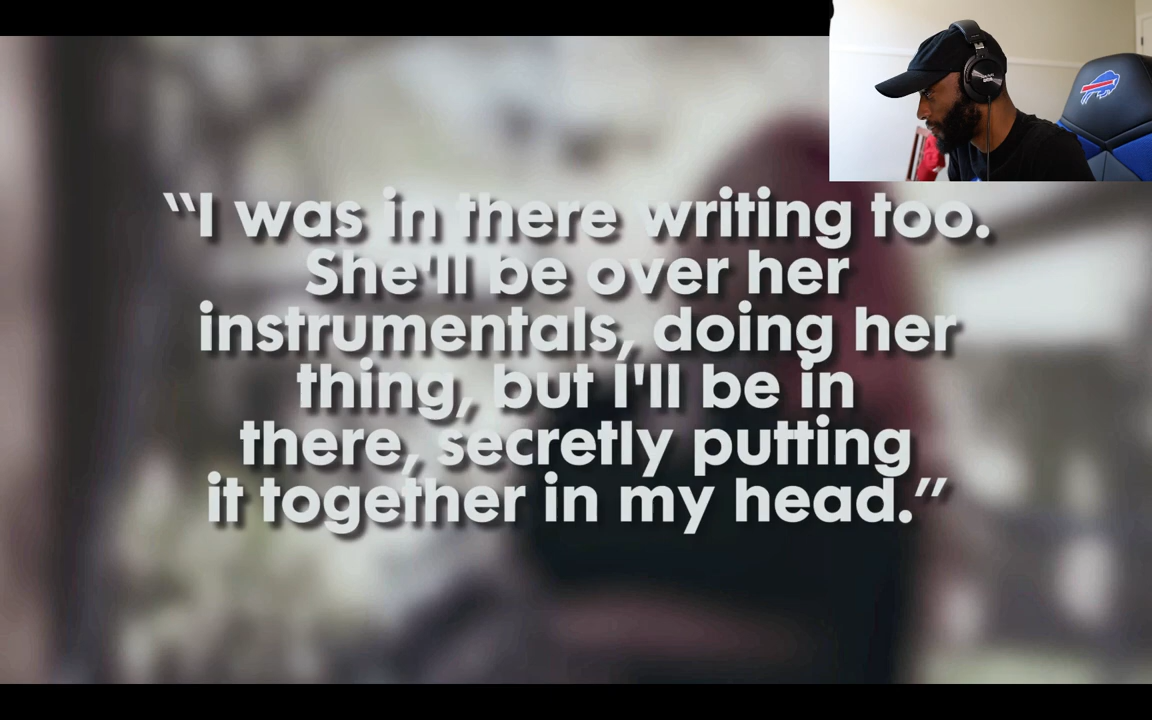 “I was in there writing too.
She'll be over her
instrumentals, doing her
thing, but I'll be in
there, secretly putting
it together in my head.”